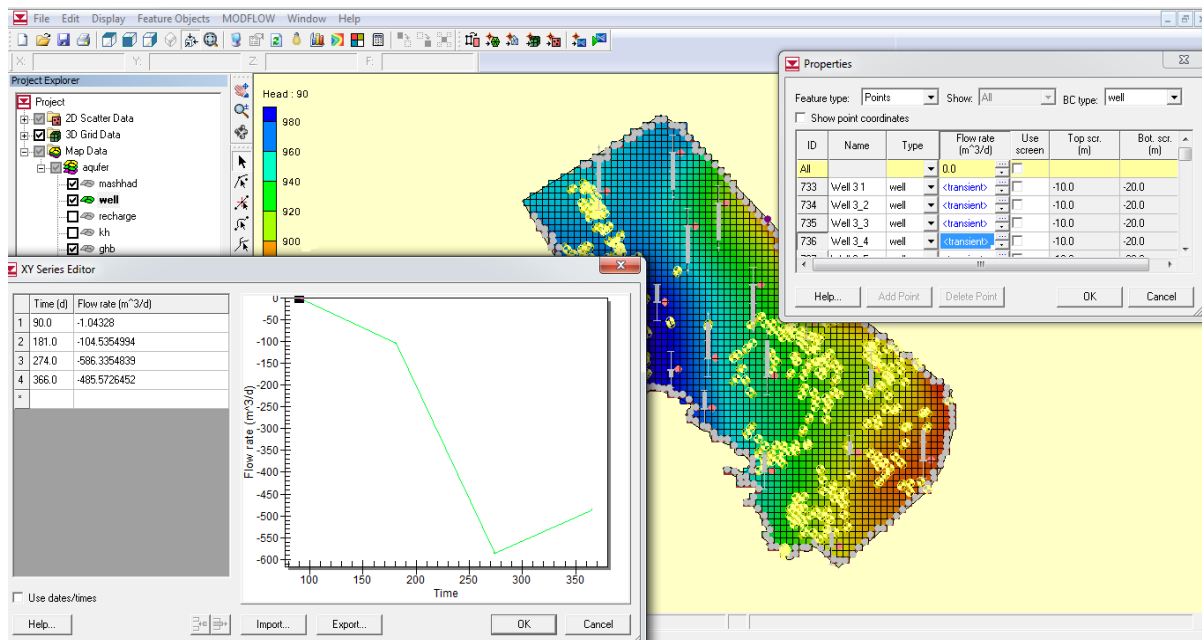 File Edit Display Feature Objects MODFLOW Window Help
X: Y: Z: F:
Project Explorer
Project
2D Scatter Data
3D Grid Data
Map Data
aqufer
mashhad
well
recharge
kh
ghb
Head : 90
980
960
940
920
900
Properties
Feature type: Points Show: All BC type: well
Show point coordinates
ID Name Type Flow rate (m^3/d) Use screen Top scr. (m) Bot. scr. (m)
All 0.0
733 Well 3 1 well <transient> -10.0 -20.0
734 Well 3_2 well <transient> -10.0 -20.0
735 Well 3_3 well <transient> -10.0 -20.0
736 Well 3_4 well <transient> -10.0 -20.0
Help... Add Point Delete Point OK Cancel
XY Series Editor
Time (d) Flow rate (m^3/d)
1 90.0 -1.04328
2 181.0 -104.5354994
3 274.0 -586.3354839
4 366.0 -485.5726452
*
Flow rate (m^3/d)
0
-50
-100
-150
-200
-250
-300
-350
-400
-450
-500
-550
-600
100 150 200 250 300 350
Time
Use dates/times
Help... Import... Export... OK Cancel